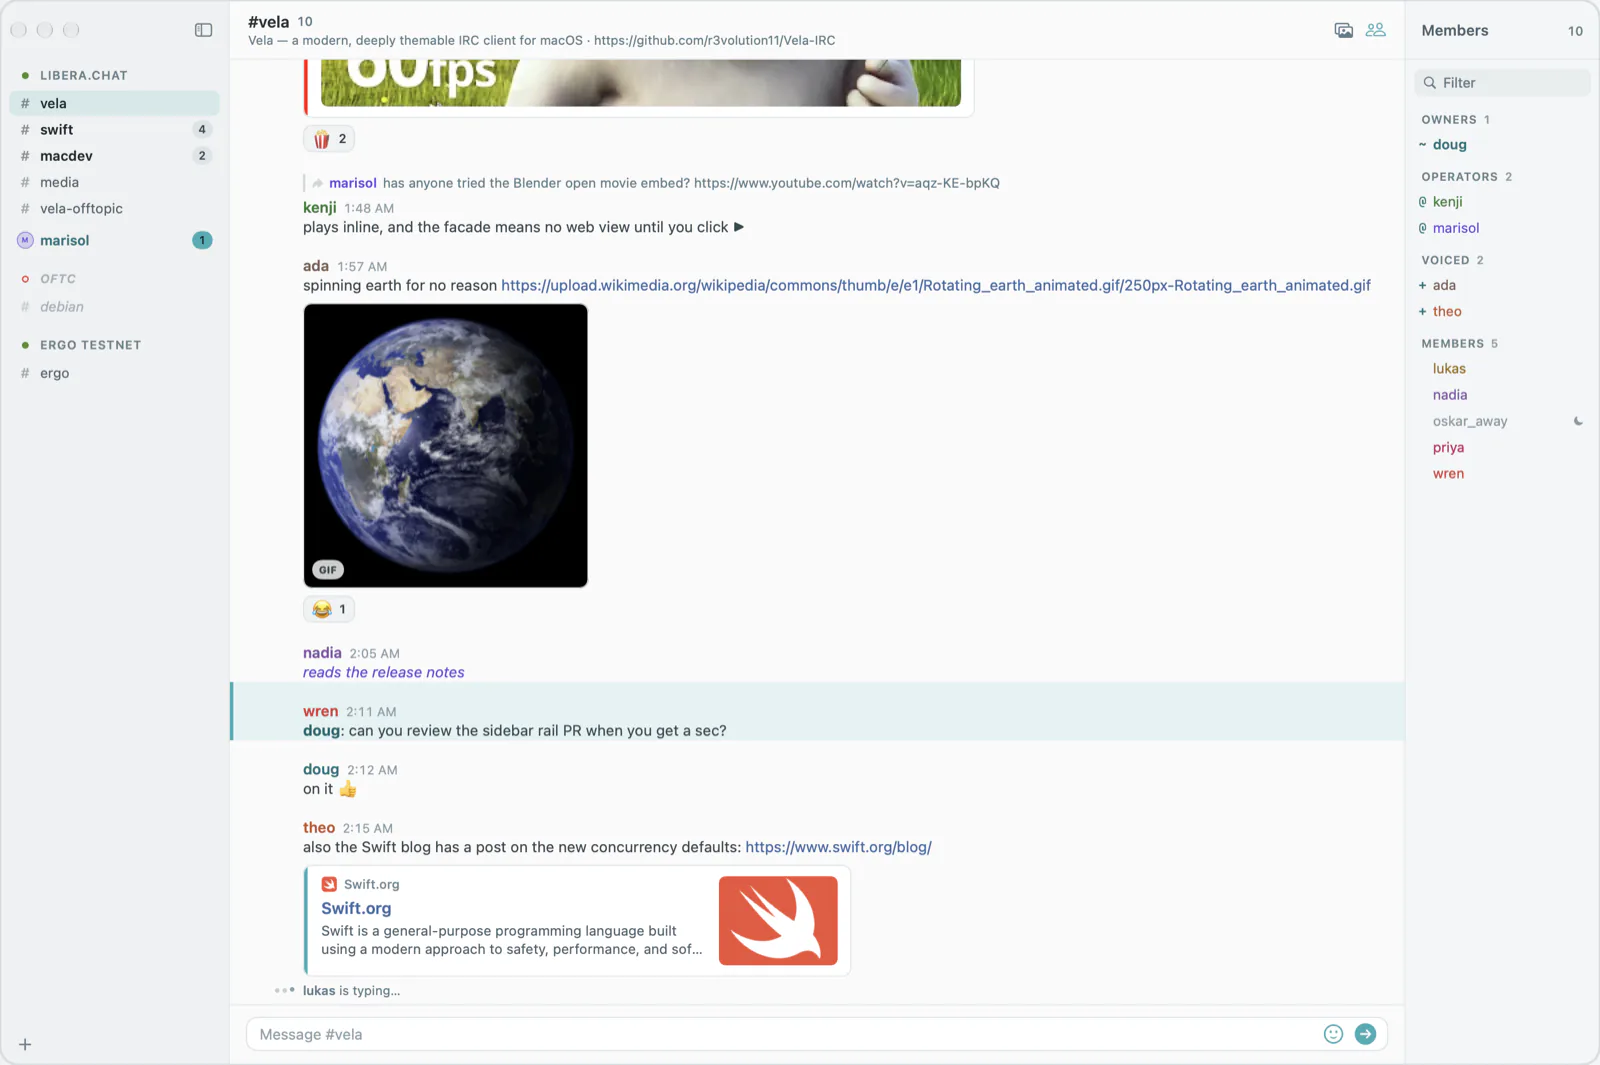 LIBERA.CHAT
# vela
# swift 4
# macdev 2
# media
# vela-offtopic
M marisol 1
OFTC
# debian
ERGO TESTNET
# ergo
+
#vela 10
Vela — a modern, deeply themable IRC client for macOS · https://github.com/r3volution11/Vela-IRC
60fps
🍿 2
marisol has anyone tried the Blender open movie embed? https://www.youtube.com/watch?v=aqz-KE-bpKQ
kenji 1:48 AM
plays inline, and the facade means no web view until you click ▶
ada 1:57 AM
spinning earth for no reason https://upload.wikimedia.org/wikipedia/commons/thumb/e/e1/Rotating_earth_animated.gif/250px-Rotating_earth_animated.gif
GIF
😂 1
nadia 2:05 AM
reads the release notes
wren 2:11 AM
doug: can you review the sidebar rail PR when you get a sec?
doug 2:12 AM
on it 👍
theo 2:15 AM
also the Swift blog has a post on the new concurrency defaults: https://www.swift.org/blog/
Swift.org
Swift.org
Swift is a general-purpose programming language built
using a modern approach to safety, performance, and sof...
lukas is typing...
Message #vela
Members 10
Filter
OWNERS 1
~ doug
OPERATORS 2
@ kenji
@ marisol
VOICED 2
+ ada
+ theo
MEMBERS 5
lukas
nadia
oskar_away
priya
wren